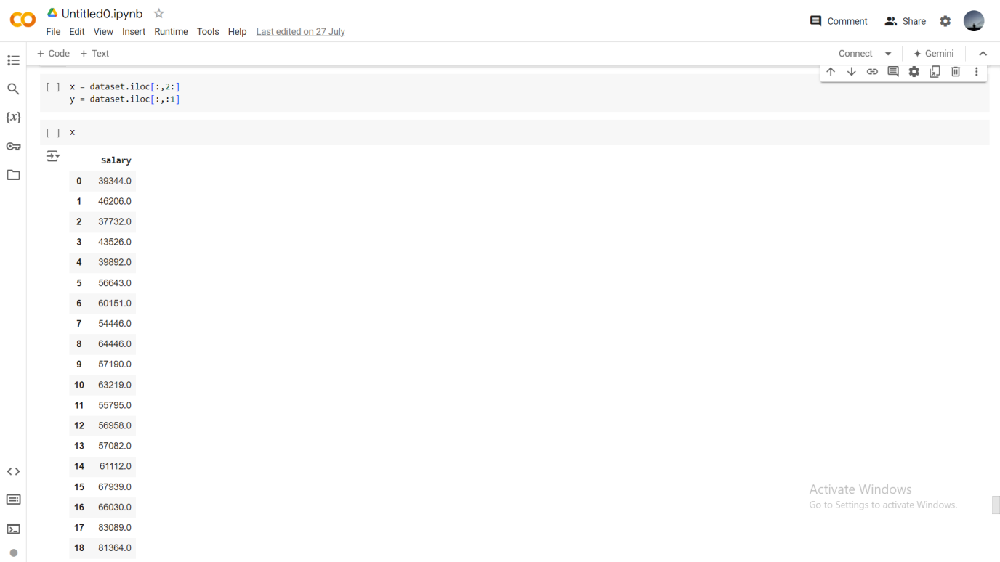 Untitled0.ipynb
File Edit View Insert Runtime Tools Help Last edited on 27 July
Comment Share
+ Code + Text
Connect Gemini
{x}
[ ] x = dataset.iloc[:,2:]
y = dataset.iloc[:,:1]
[ ] x
Salary
0 39344.0
1 46206.0
2 37732.0
3 43526.0
4 39892.0
5 56643.0
6 60151.0
7 54446.0
8 64446.0
9 57190.0
10 63219.0
11 55795.0
12 56958.0
13 57082.0
14 61112.0
15 67939.0
16 66030.0
17 83089.0
18 81364.0
Activate Windows
Go to Settings to activate Windows.